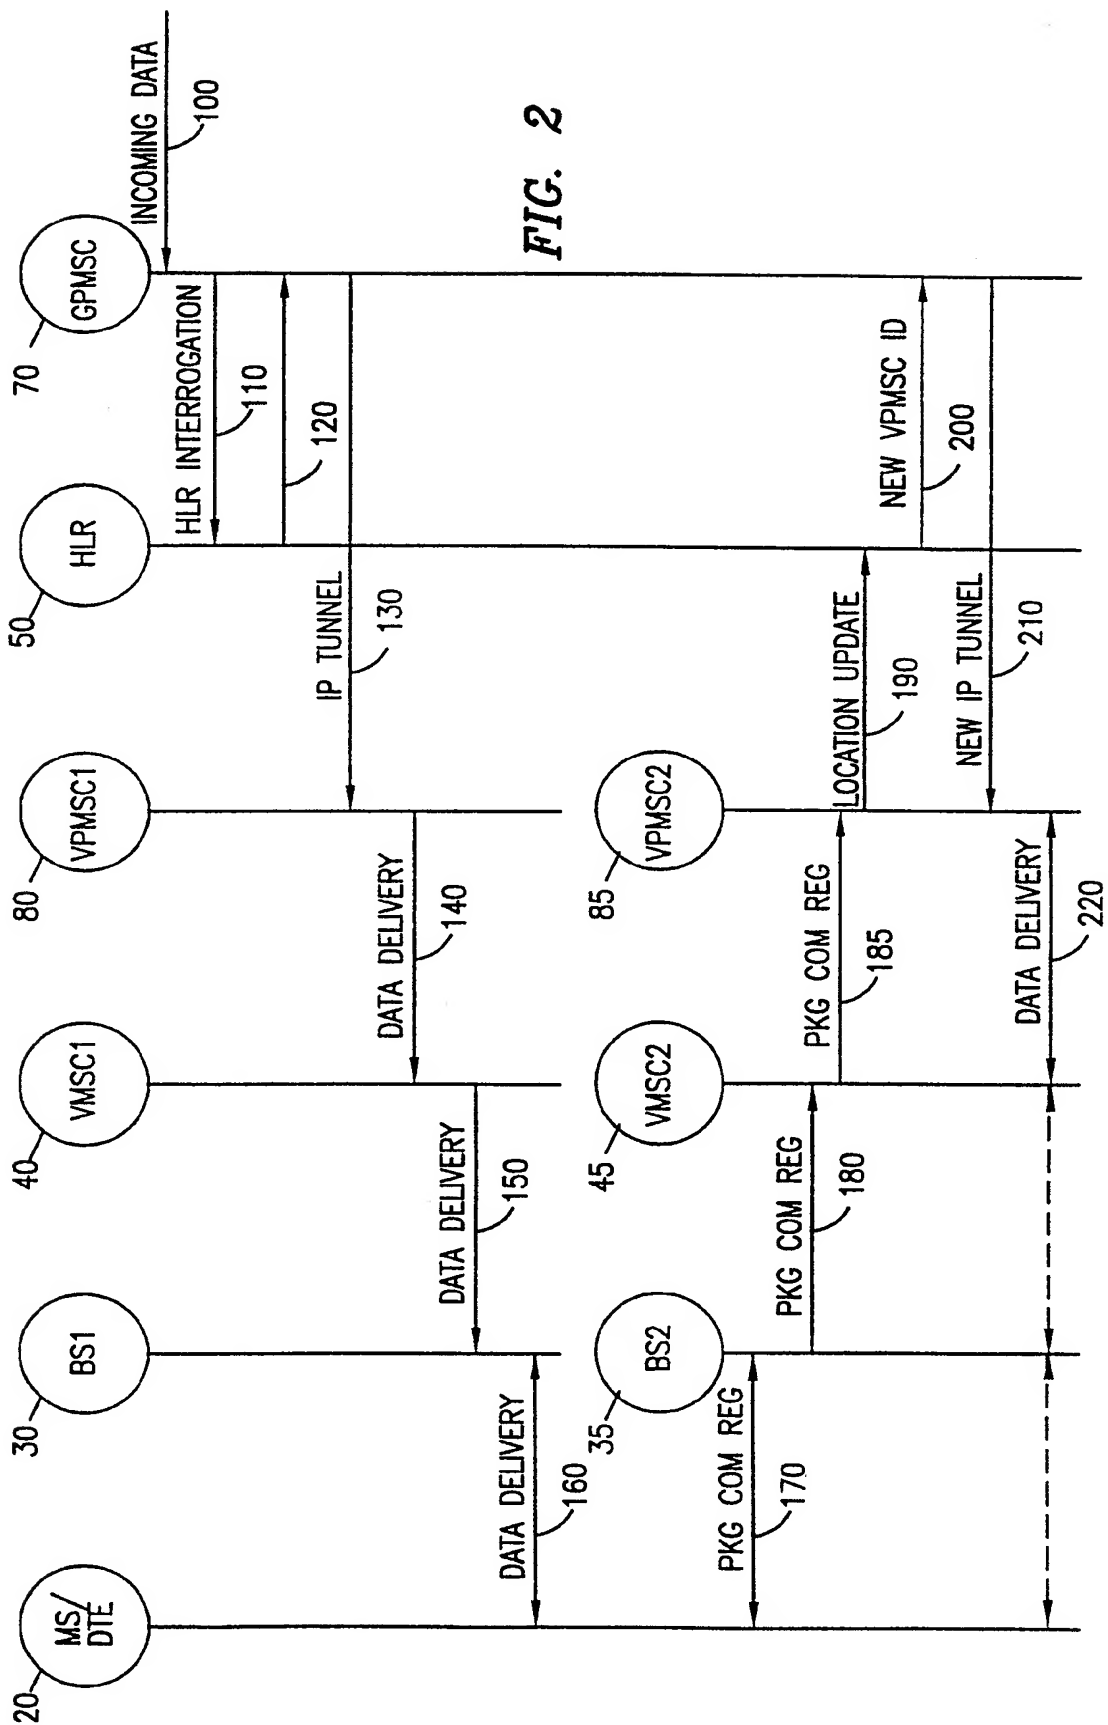 20
MS/
DTE
30
BS1
40
VMSC1
80
VPMSC1
50
HLR
70
GPMSC
INCOMING DATA
100
HLR INTERROGATION
110
120
IP TUNNEL
130
DATA DELIVERY
140
DATA DELIVERY
150
DATA DELIVERY
160
FIG. 2
35
BS2
45
VMSC2
85
VPMSC2
PKG COM REG
170
PKG COM REG
180
PKG COM REG
185
LOCATION UPDATE
190
NEW VPMSC ID
200
NEW IP TUNNEL
210
DATA DELIVERY
220